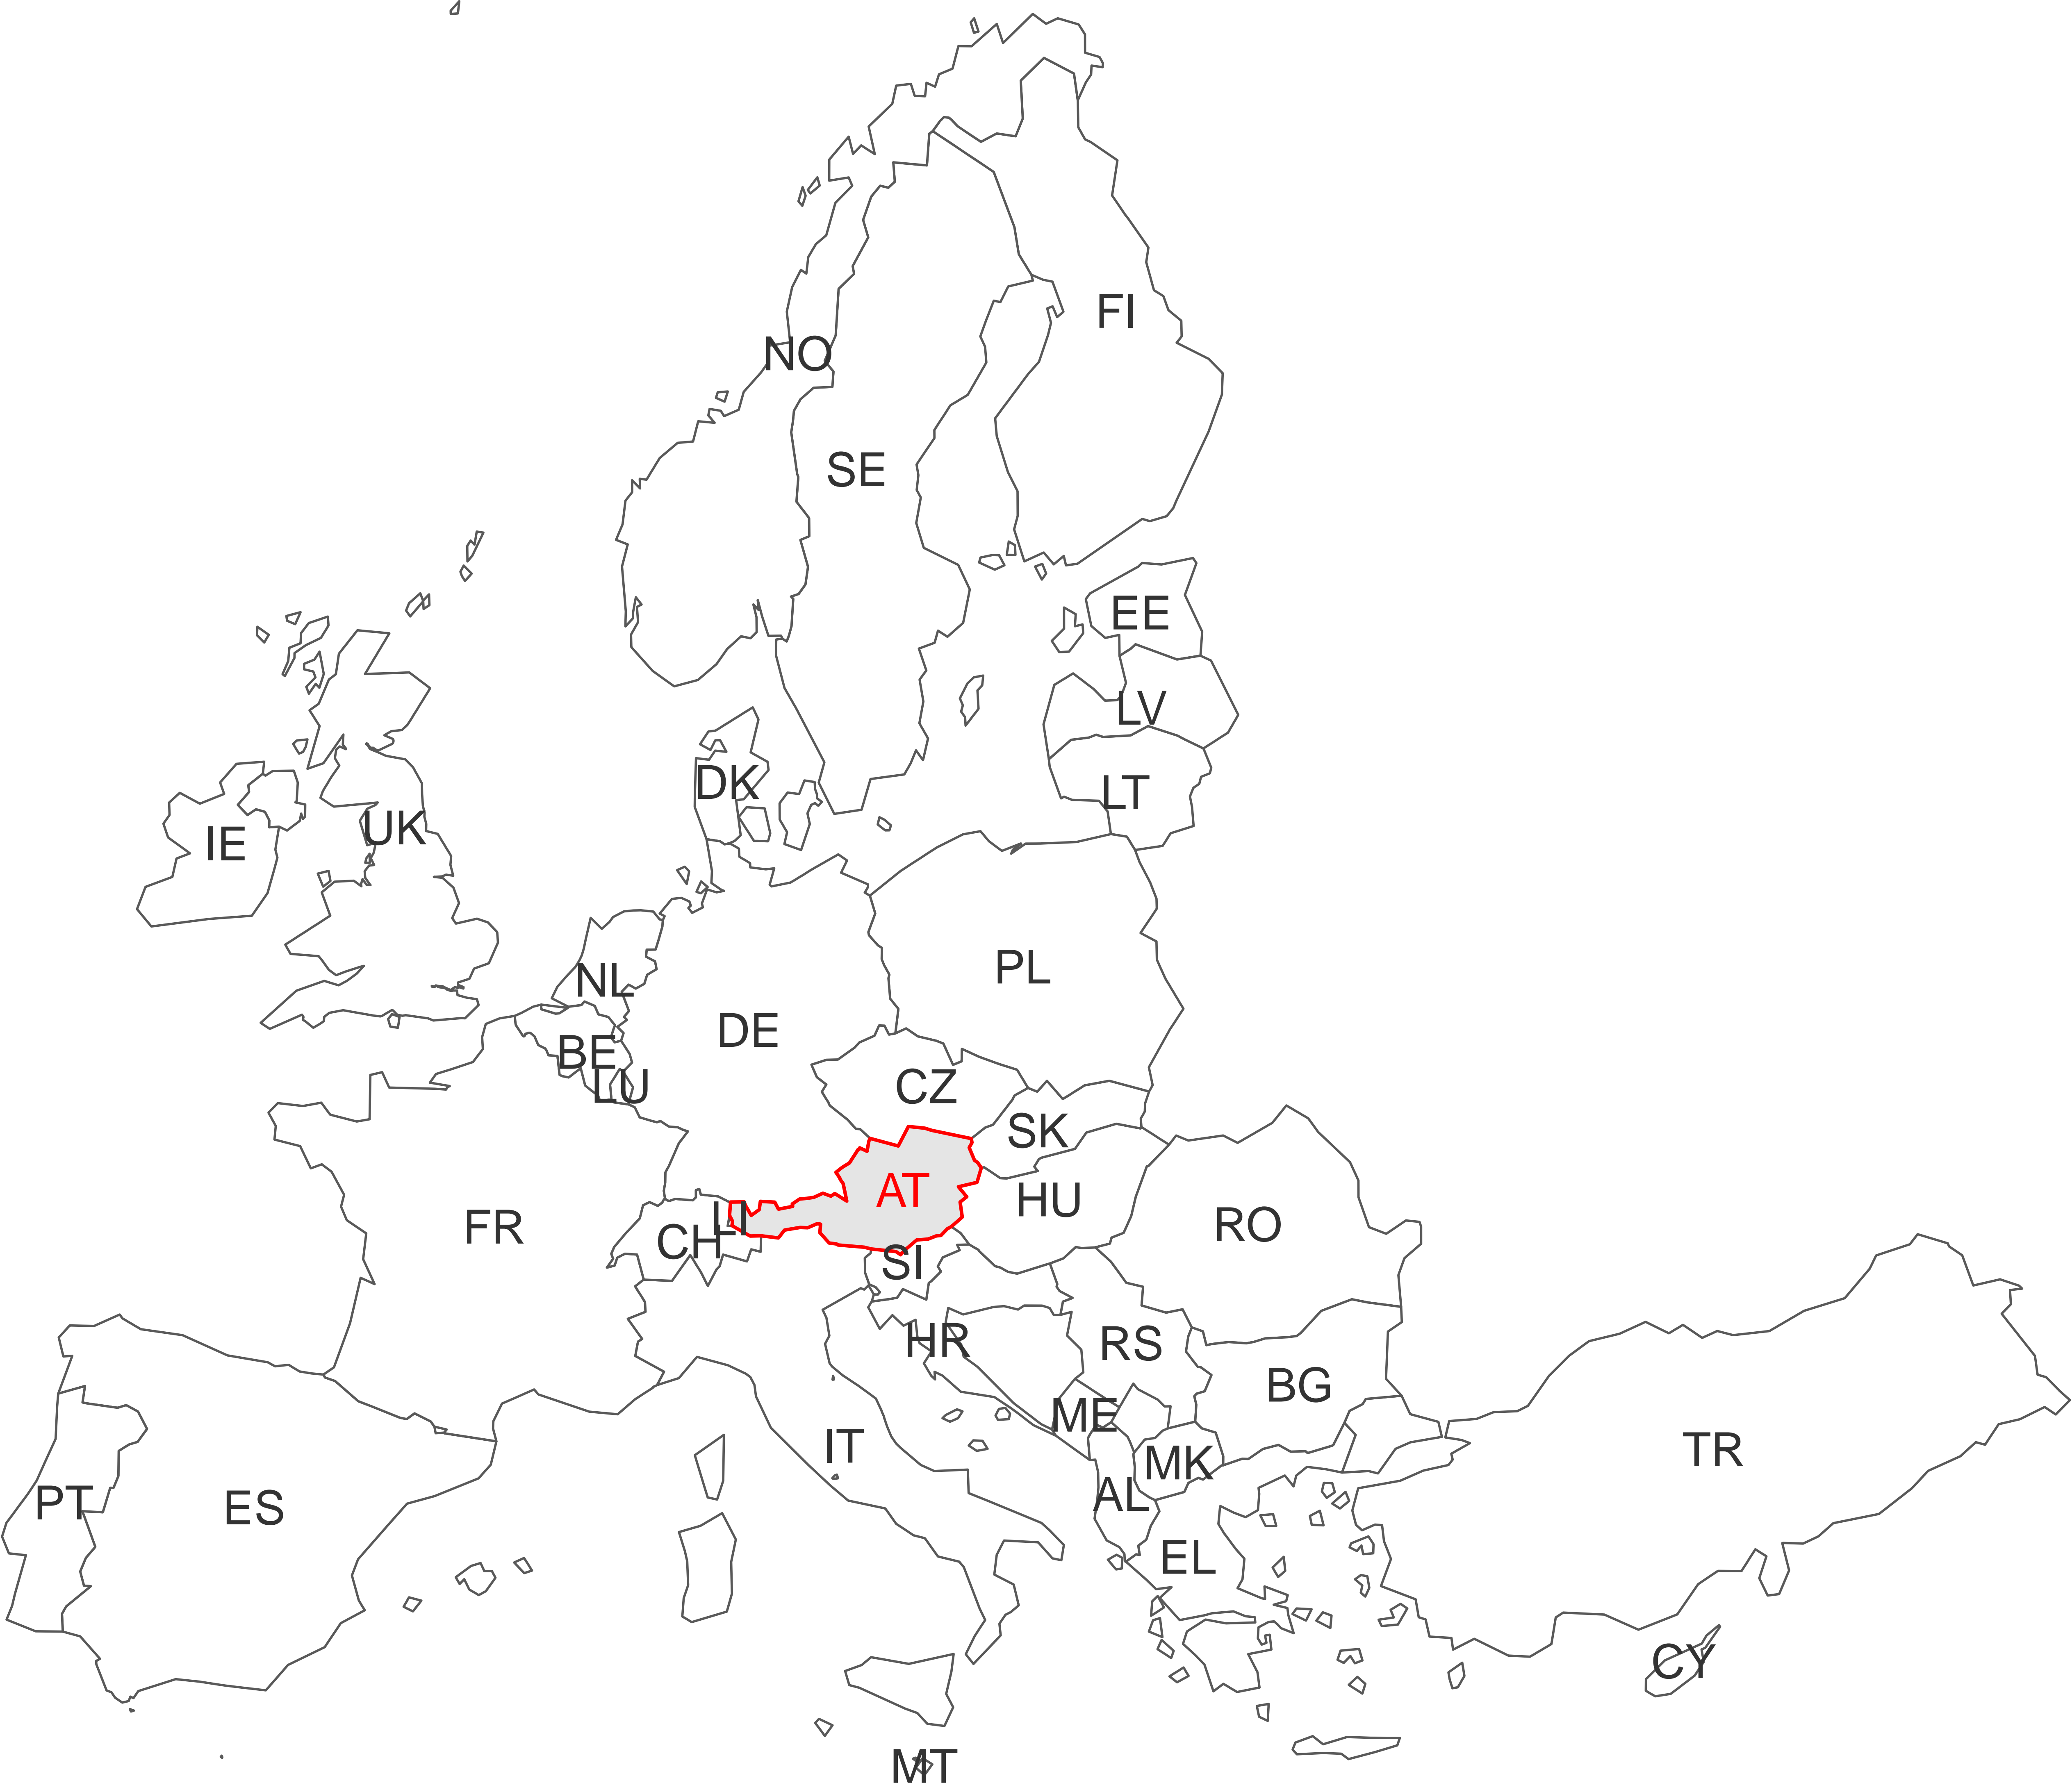 FI
NO
SE
EE
LV
DK
LT
UK
IE
PL
NL
DE
BE
LU
CZ
SK
AT
HU
LI
FR
RO
CH
SI
HR
RS
BG
ME
IT
TR
MK
AL
PT
ES
EL
CY
MT